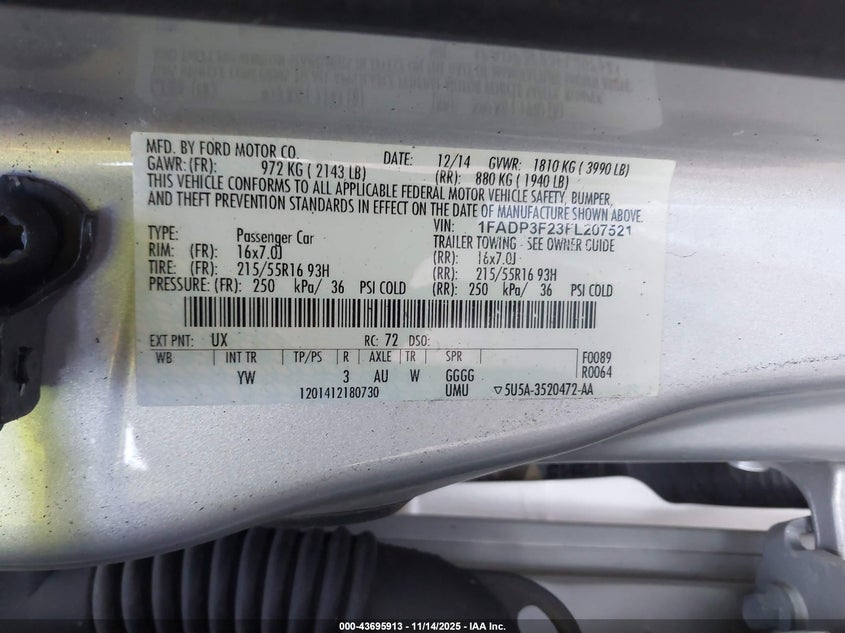 MFD. BY FORD MOTOR CO. DATE: 12/14 GVWR: 1810 KG ( 3990 LB)
GAWR: (FR): 972 KG ( 2143 LB) (RR): 880 KG ( 1940 LB)
THIS VEHICLE CONFORMS TO ALL APPLICABLE FEDERAL MOTOR VEHICLE SAFETY, BUMPER,
AND THEFT PREVENTION STANDARDS IN EFFECT ON THE DATE OF MANUFACTURE SHOWN ABOVE.
VIN: 1FADP3F23FL207521
TYPE: Passenger Car TRAILER TOWING - SEE OWNER GUIDE
RIM: (FR): 16x7.0J (RR): 16x7.0J
TIRE: (FR): 215/55R16 93H (RR): 215/55R16 93H
PRESSURE: (FR): 250 kPa/ 36 PSI COLD (RR): 250 kPa/ 36 PSI COLD
EXT PNT: UX RC: 72 DSO:
WB INT TR TP/PS R AXLE TR SPR F0089
YW 3 AU W GGGG R0064
1201412180730 UMU ▽5U5A-3520472-AA
000-43695913 - 11/14/2025 - IAA Inc.